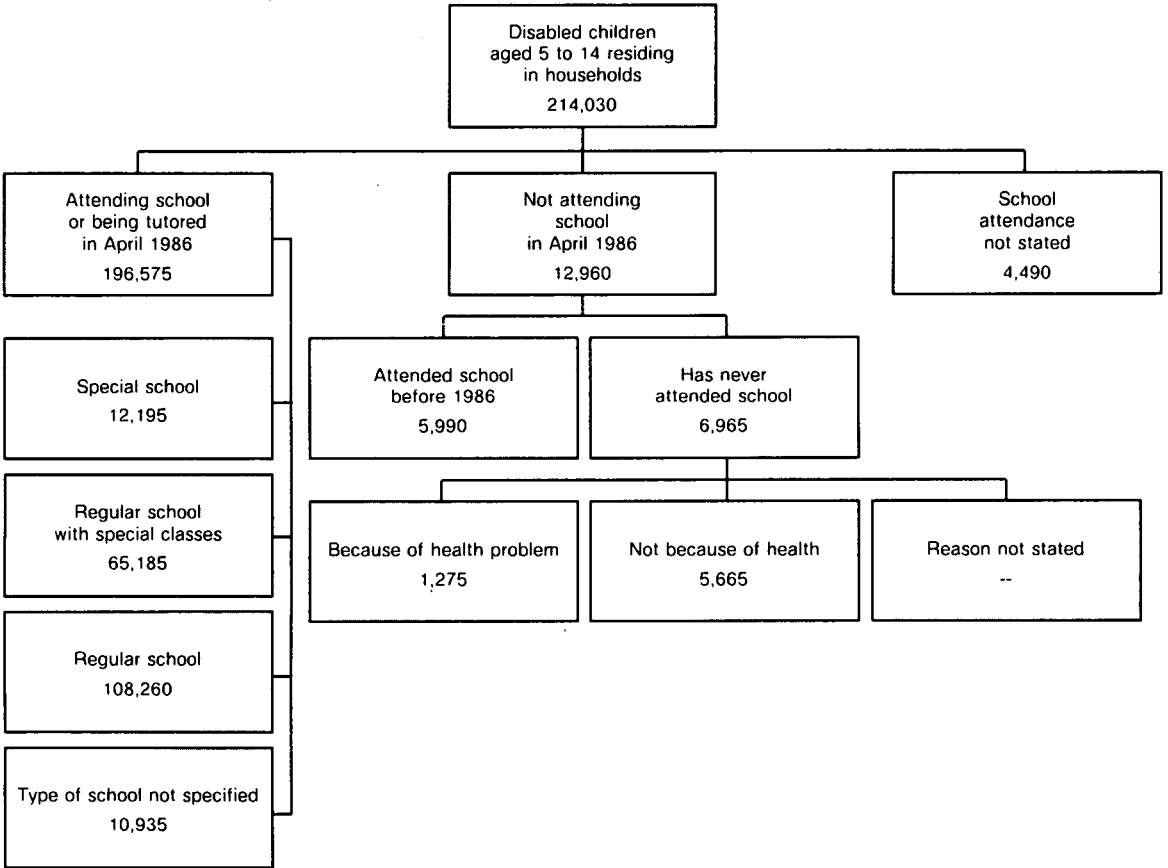 Disabled children
aged 5 to 14 residing
in households
214,030
Attending school
or being tutored
in April 1986
196,575
Not attending
school
in April 1986
12,960
School
attendance
not stated
4,490
Special school
12,195
Attended school
before 1986
5,990
Has never
attended school
6,965
Regular school
with special classes
65,185
Because of health problem
1,275
Not because of health
5,665
Reason not stated
--
Regular school
108,260
Type of school not specified
10,935